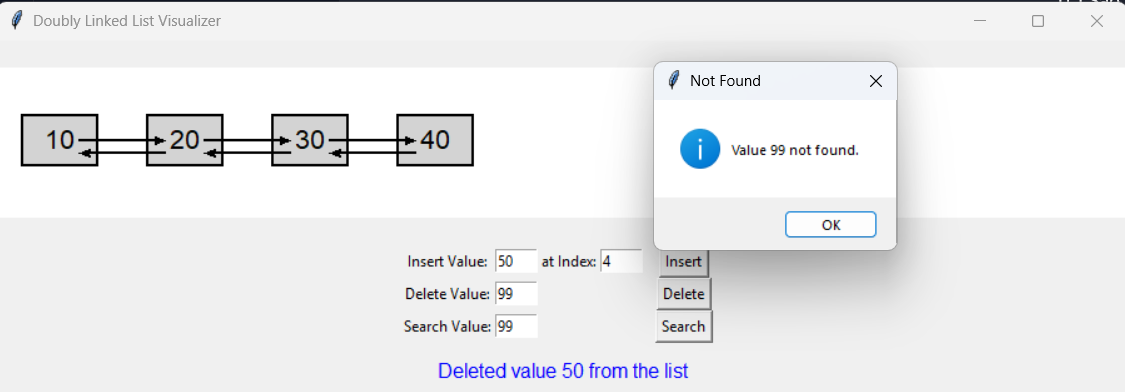 Doubly Linked List Visualizer
Not Found
10 20 30 40
Value 99 not found.
OK
Insert Value: 50 at Index: 4 Insert
Delete Value: 99 Delete
Search Value: 99 Search
Deleted value 50 from the list